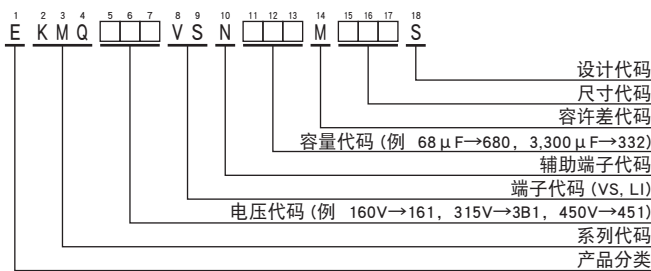 1 2 3 4 5 6 7 8 9 10 11 12 13 14 15 16 17 18
E KMQ □□□ VS N □□□ M □□□ S
设计代码
尺寸代码
容许差代码
容量代码 (例 68μF→680, 3,300μF→332)
辅助端子代码
端子代码 (VS, LI)
电压代码 (例 160V→161, 315V→3B1, 450V→451)
系列代码
产品分类